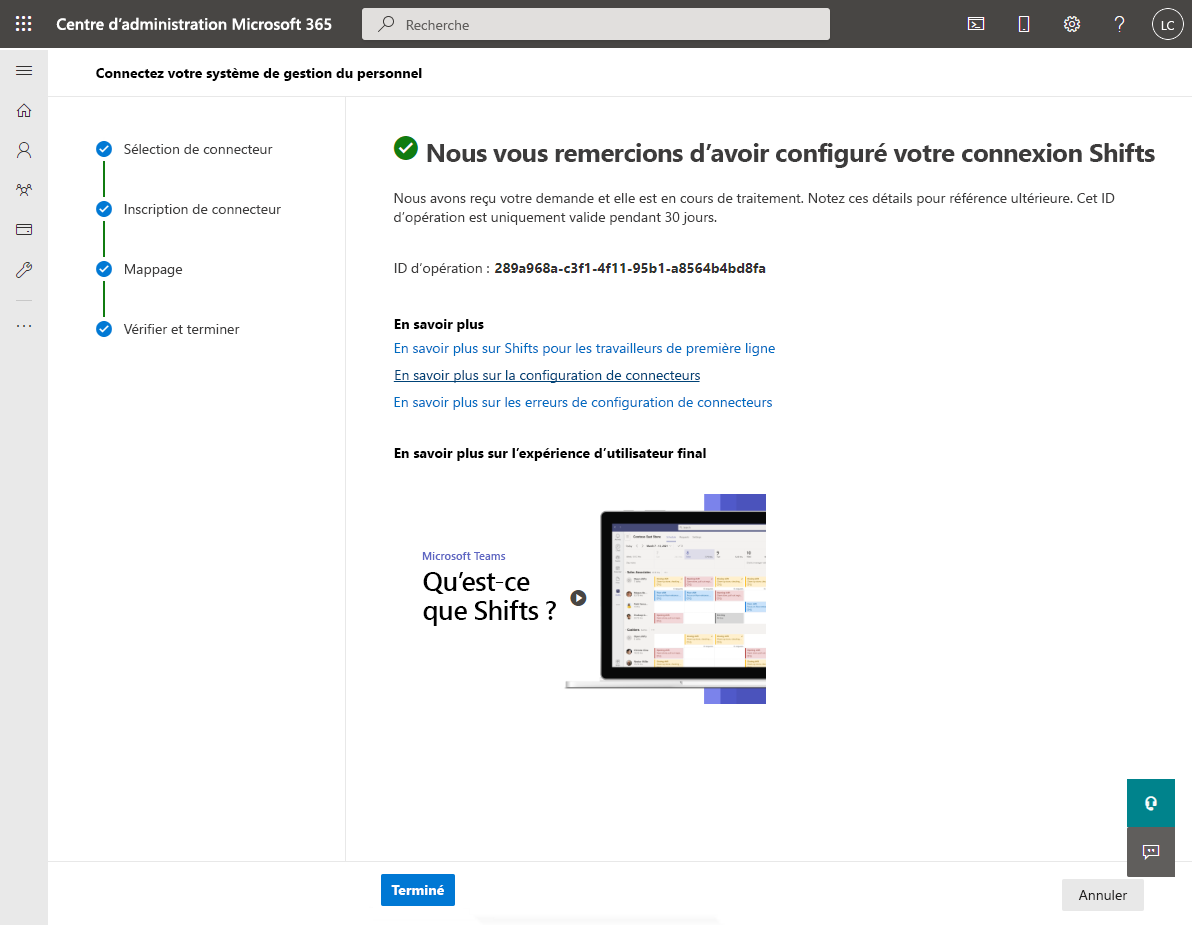 Centre d’administration Microsoft 365
Recherche
LC
Connectez votre système de gestion du personnel
Sélection de connecteur
Inscription de connecteur
Mappage
Vérifier et terminer
Nous vous remercions d’avoir configuré votre connexion Shifts
Nous avons reçu votre demande et elle est en cours de traitement. Notez ces détails pour référence ultérieure. Cet ID
d’opération est uniquement valide pendant 30 jours.
ID d’opération : 289a968a-c3f1-4f11-95b1-a8564b4bd8fa
En savoir plus
En savoir plus sur Shifts pour les travailleurs de première ligne
En savoir plus sur la configuration de connecteurs
En savoir plus sur les erreurs de configuration de connecteurs
En savoir plus sur l’expérience d’utilisateur final
Microsoft Teams
Qu’est-ce
que Shifts ?
Terminé
Annuler